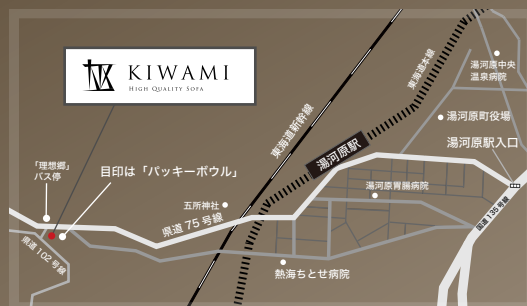 KIWAMI
HIGH QUALITY SOFA
東海道新幹線
東海道本線
湯河原中央
温泉病院
湯河原町役場
湯河原駅入口
湯河原駅
「理想郷」
バス停
目印は「パッキーボウル」
五所神社
県道75号線
湯河原胃腸病院
国道135号線
県道102号線
熱海ちとせ病院